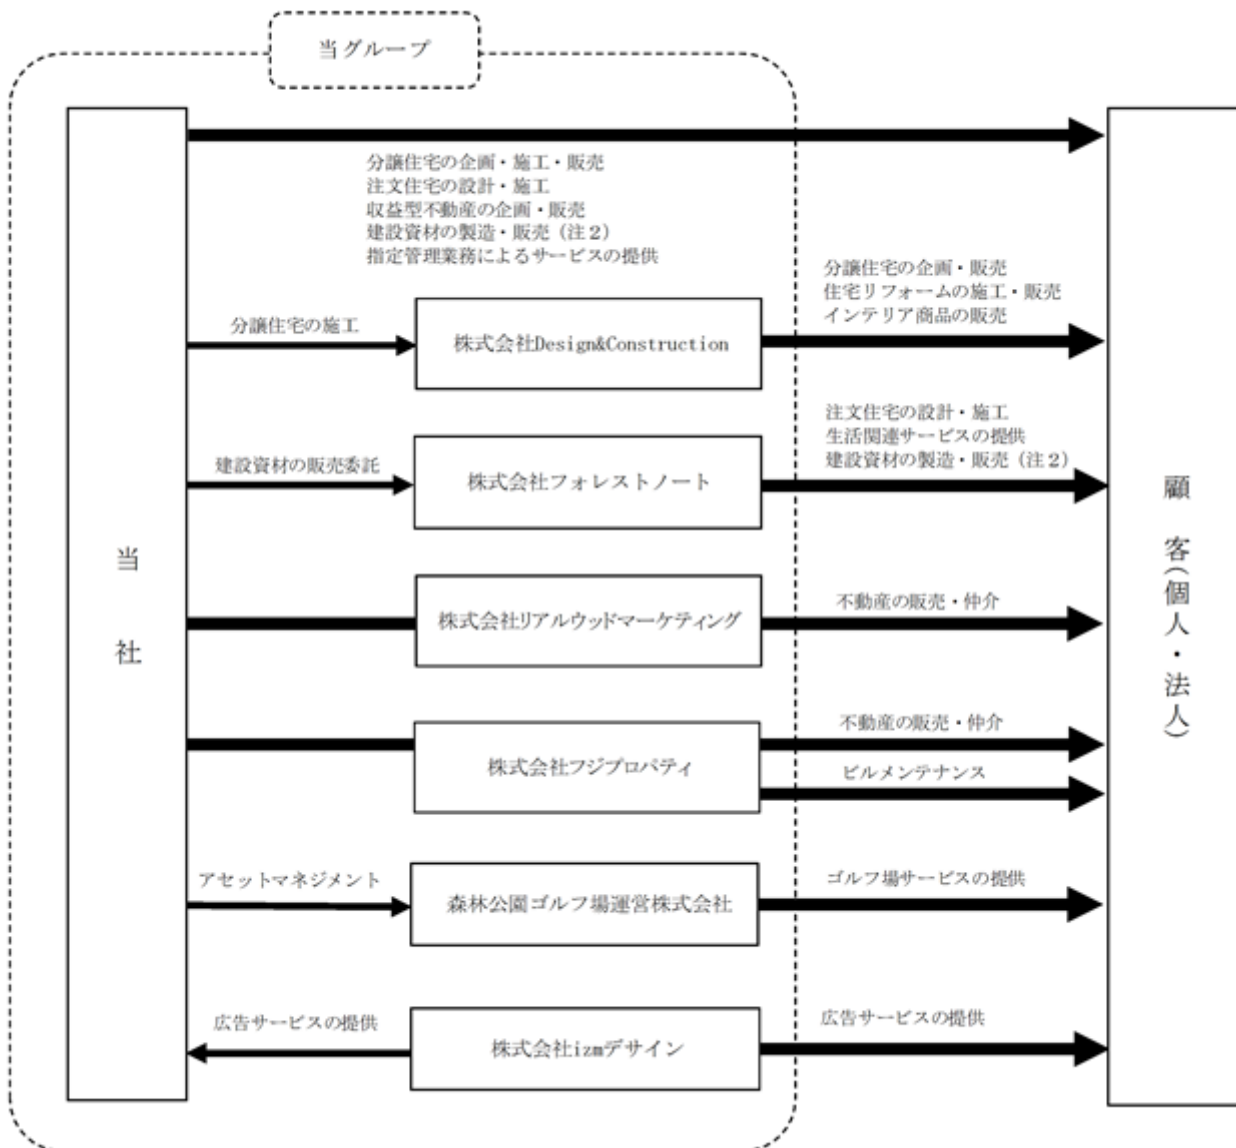 当グループ
分譲住宅の企画・施工・販売
注文住宅の設計・施工
収益型不動産の企画・販売
建設資材の製造・販売（注２）
指定管理業務によるサービスの提供
分譲住宅の企画・販売
住宅リフォームの施工・販売
インテリア商品の販売
分譲住宅の施工
株式会社Design&Construction
注文住宅の設計・施工
生活関連サービスの提供
建設資材の製造・販売（注２）
建設資材の販売委託
株式会社フォレストノート
当社
顧客（個人・法人）
株式会社リアルウッドマーケティング
不動産の販売・仲介
株式会社フジプロパティ
不動産の販売・仲介
ビルメンテナンス
アセットマネジメント
森林公園ゴルフ場運営株式会社
ゴルフ場サービスの提供
広告サービスの提供
株式会社izmデサイン
広告サービスの提供